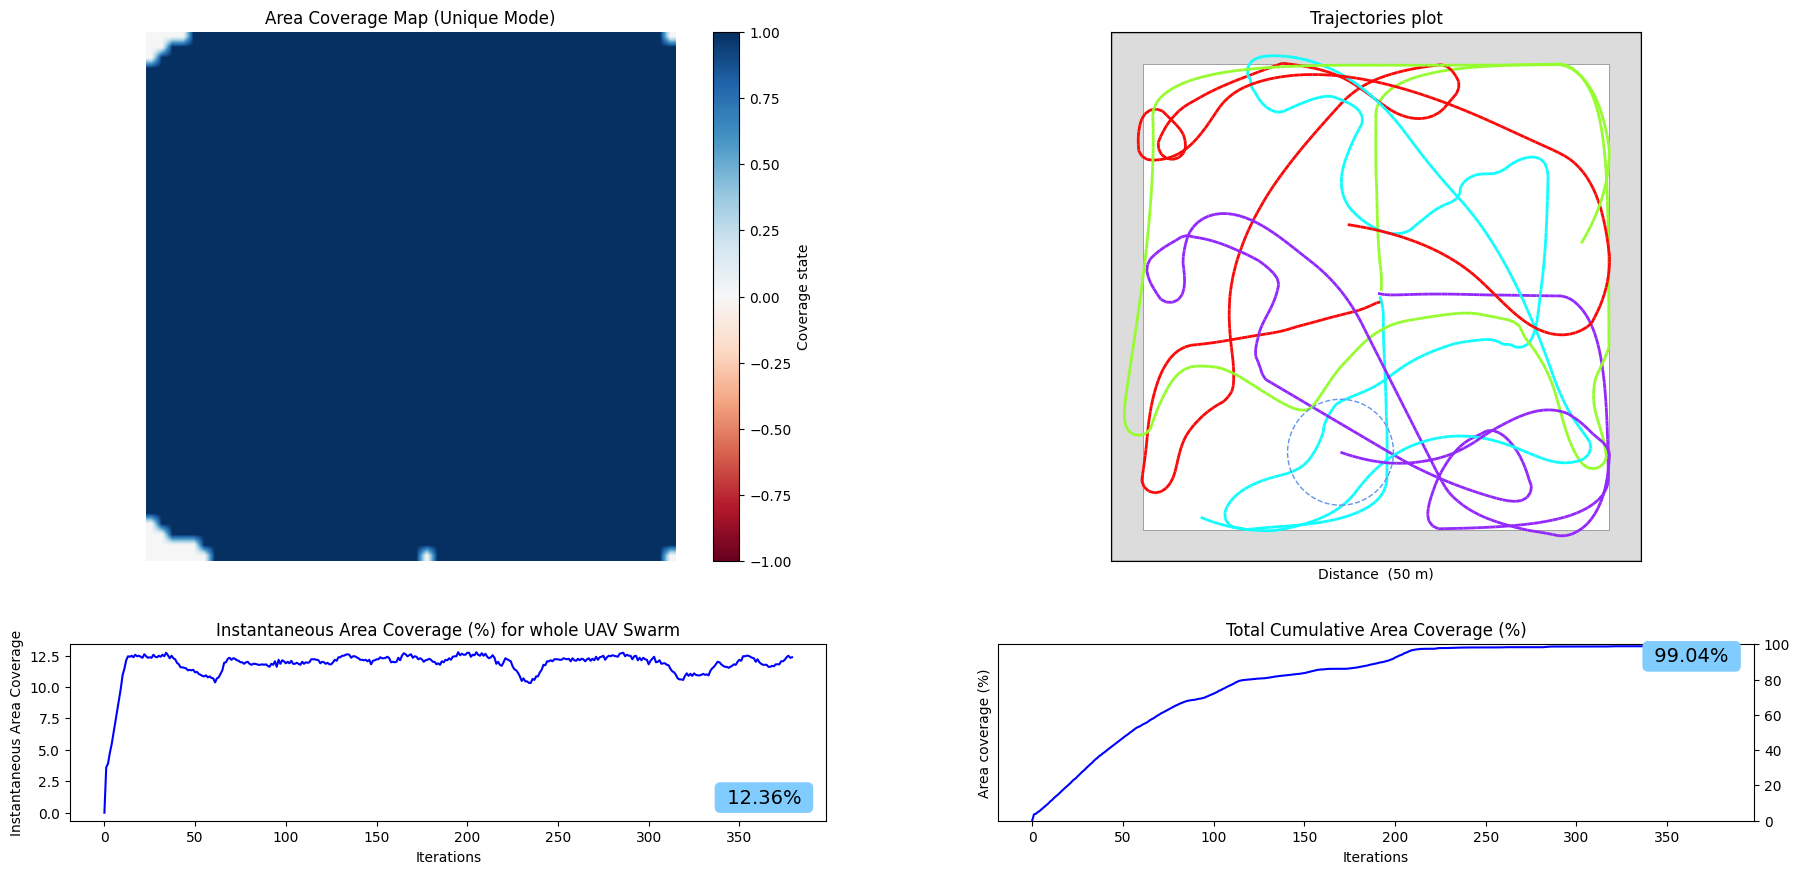 Area Coverage Map (Unique Mode)
1.00
0.75
0.50
0.25
0.00
−0.25
−0.50
−0.75
−1.00
Coverage state
Trajectories plot
Distance  (50 m)
Instantaneous Area Coverage (%) for whole UAV Swarm
Instantaneous Area Coverage
12.5
10.0
7.5
5.0
2.5
0.0
12.36%
0 50 100 150 200 250 300 350
Iterations
Total Cumulative Area Coverage (%)
Area coverage (%)
99.04%
100
80
60
40
20
0
0 50 100 150 200 250 300 350
Iterations